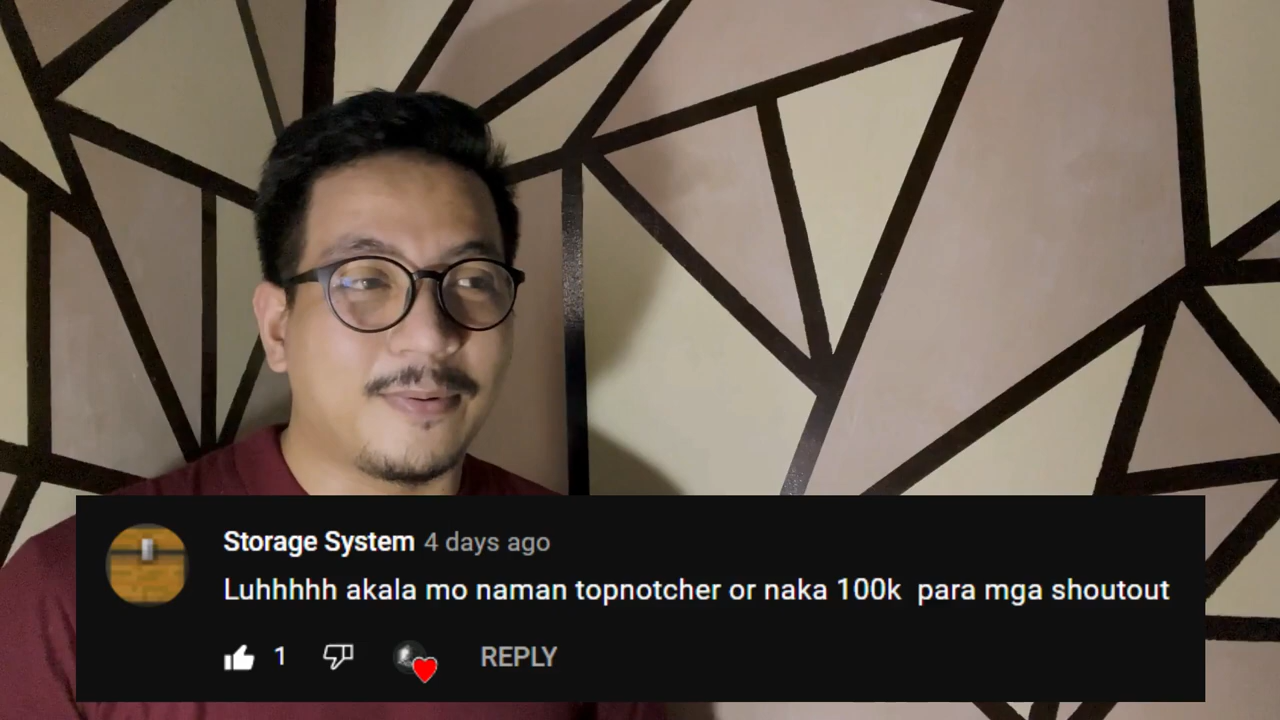 Storage System 4 days ago
Luhhhhh akala mo naman topnotcher or naka 100k para mga shoutout
1 REPLY